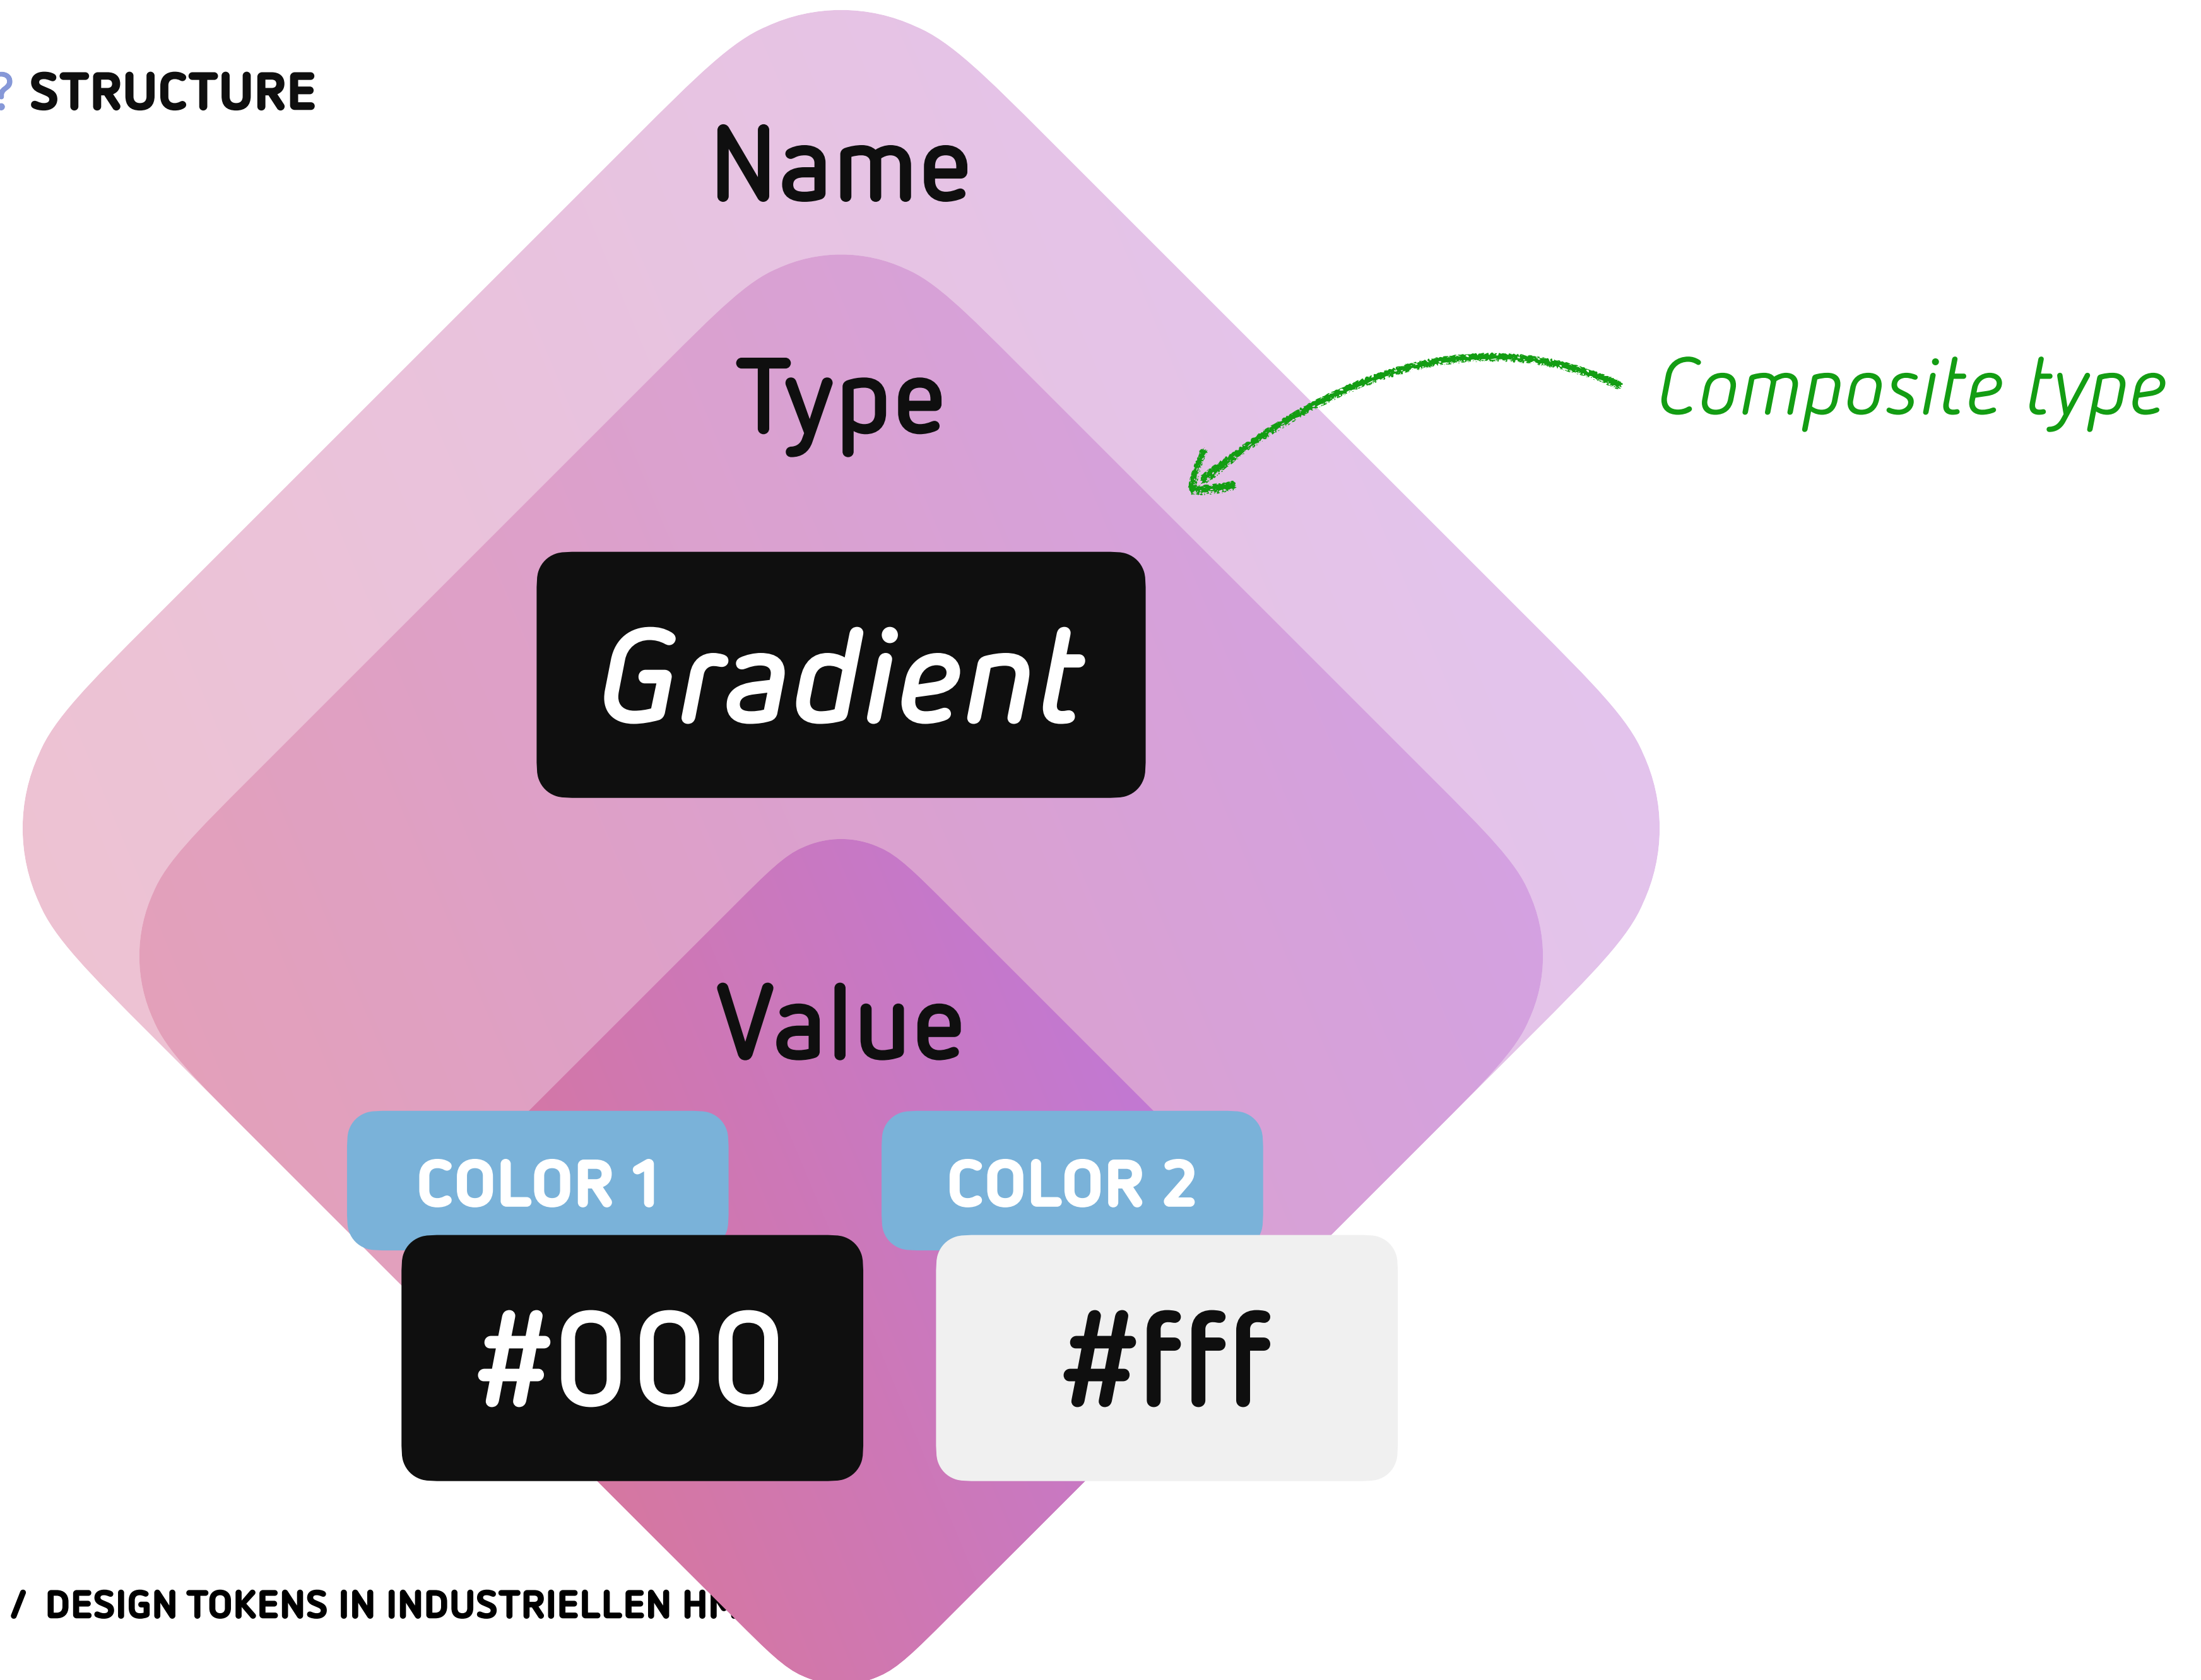 ? STRUCTURE
Name
Type
Composite type
Gradient
Value
COLOR 1
COLOR 2
#000
#fff
/ DESIGN TOKENS IN INDUSTRIELLEN